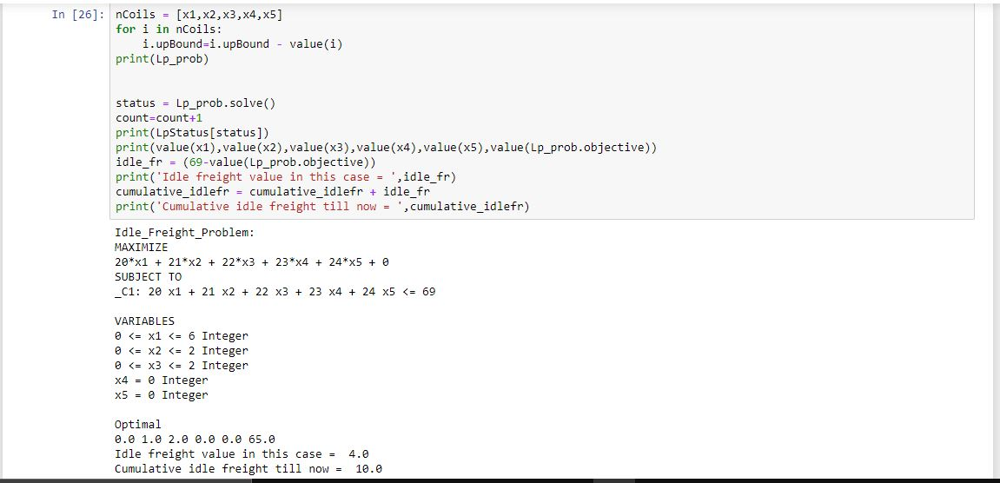 In [26]: nCoils = [x1,x2,x3,x4,x5]
for i in nCoils:
    i.upBound=i.upBound - value(i)
print(Lp_prob)
status = Lp_prob.solve()
count=count+1
print(LpStatus[status])
print(value(x1),value(x2),value(x3),value(x4),value(x5),value(Lp_prob.objective))
idle_fr = (69-value(Lp_prob.objective))
print('Idle freight value in this case = ',idle_fr)
cumulative_idlefr = cumulative_idlefr + idle_fr
print('Cumulative idle freight till now = ',cumulative_idlefr)
Idle_Freight_Problem:
MAXIMIZE
20*x1 + 21*x2 + 22*x3 + 23*x4 + 24*x5 + 0
SUBJECT TO
_C1: 20 x1 + 21 x2 + 22 x3 + 23 x4 + 24 x5 <= 69
VARIABLES
0 <= x1 <= 6 Integer
0 <= x2 <= 2 Integer
0 <= x3 <= 2 Integer
x4 = 0 Integer
x5 = 0 Integer
Optimal
0.0 1.0 2.0 0.0 0.0 65.0
Idle freight value in this case =  4.0
Cumulative idle freight till now =  10.0